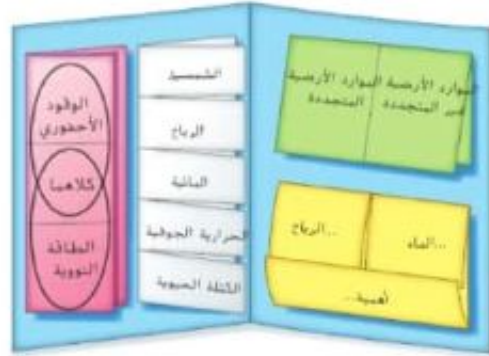 الموارد الأرضية غير المتجددة
الموارد الأرضية المتجددة
الماء...
الرياح...
أهمية...
الشمسية
الرياح
المائية
الحرارية الجوفية
الكتلة الحيوية
الوقود
الأحفوري
كلاهما
الطاقة
النووية